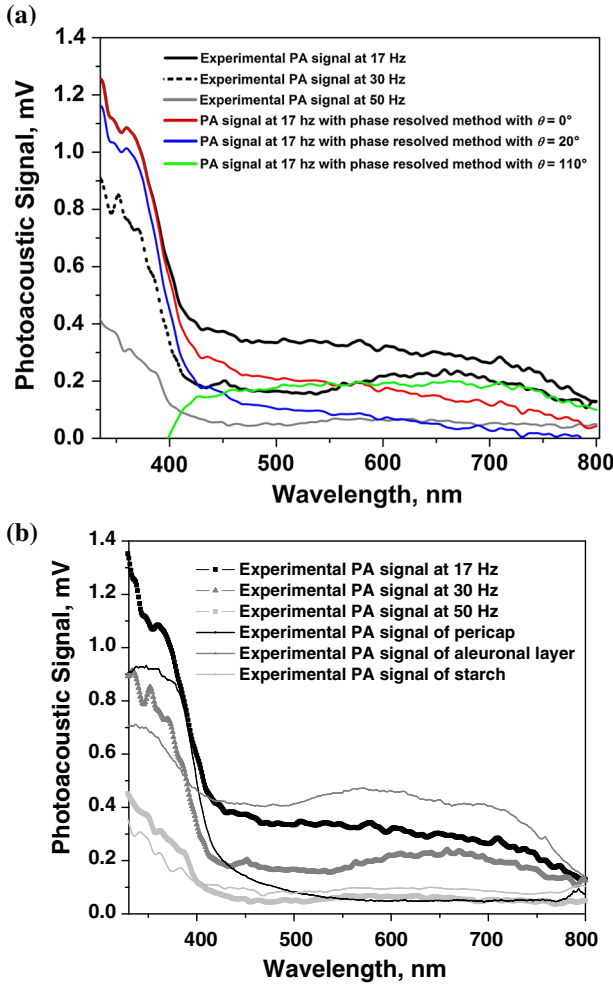 (a)
1.4
1.2
1.0
0.8
0.6
0.4
0.2
0.0
Photoacoustic Signal, mV
Experimental PA signal at 17 Hz
Experimental PA signal at 30 Hz
Experimental PA signal at 50 Hz
PA signal at 17 hz with phase resolved method with θ = 0°
PA signal at 17 hz with phase resolved method with θ = 20°
PA signal at 17 hz with phase resolved method with θ = 110°
400 500 600 700 800
Wavelength, nm
(b)
1.4
1.2
1.0
0.8
0.6
0.4
0.2
0.0
Photoacoustic Signal, mV
Experimental PA signal at 17 Hz
Experimental PA signal at 30 Hz
Experimental PA signal at 50 Hz
Experimental PA signal of pericap
Experimental PA signal of aleuronal layer
Experimental PA signal of starch
400 500 600 700 800
Wavelength, nm